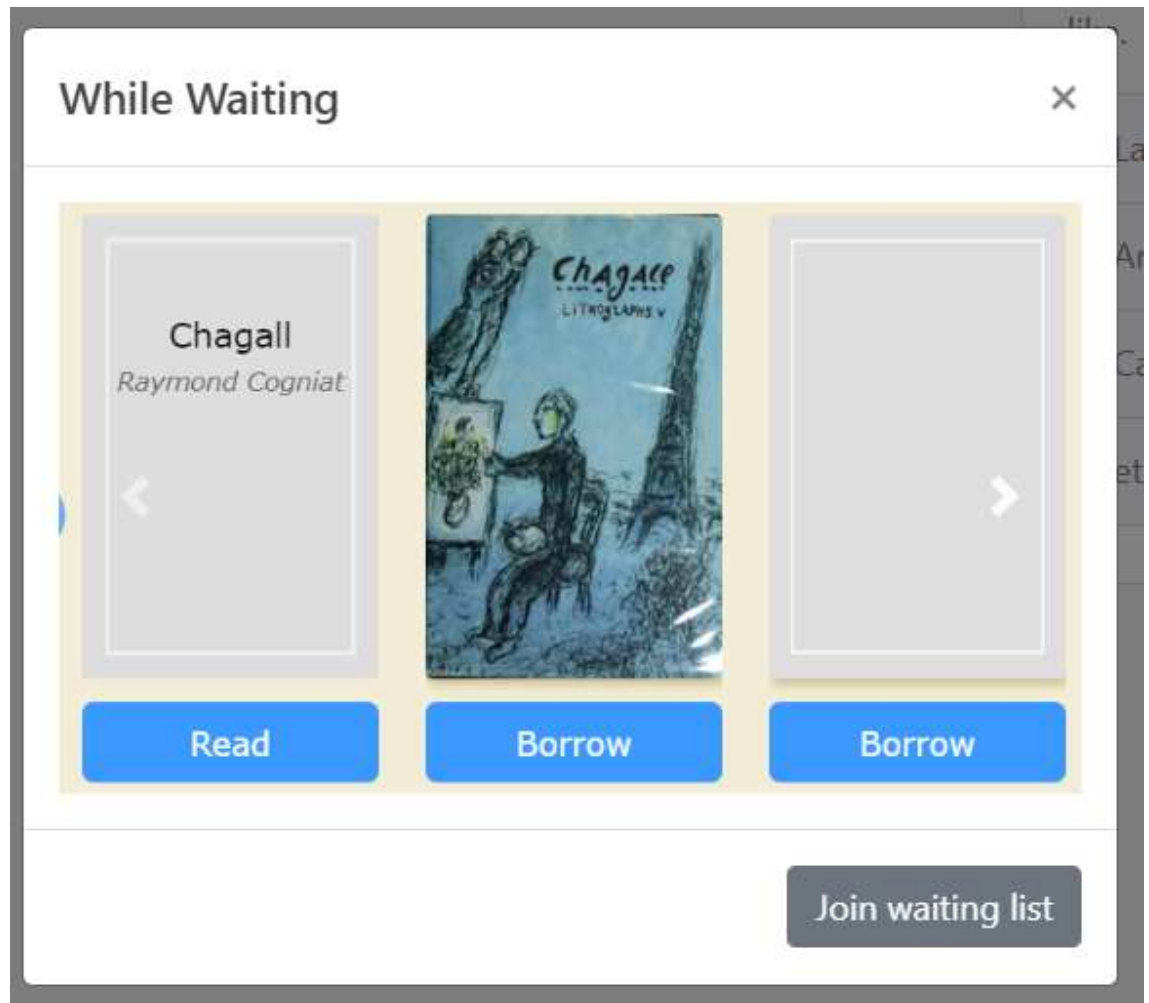 While Waiting
×
Chagall
Raymond Cogniat
Chagall
LITHOGRAPHS V
Read
Borrow
Borrow
Join waiting list